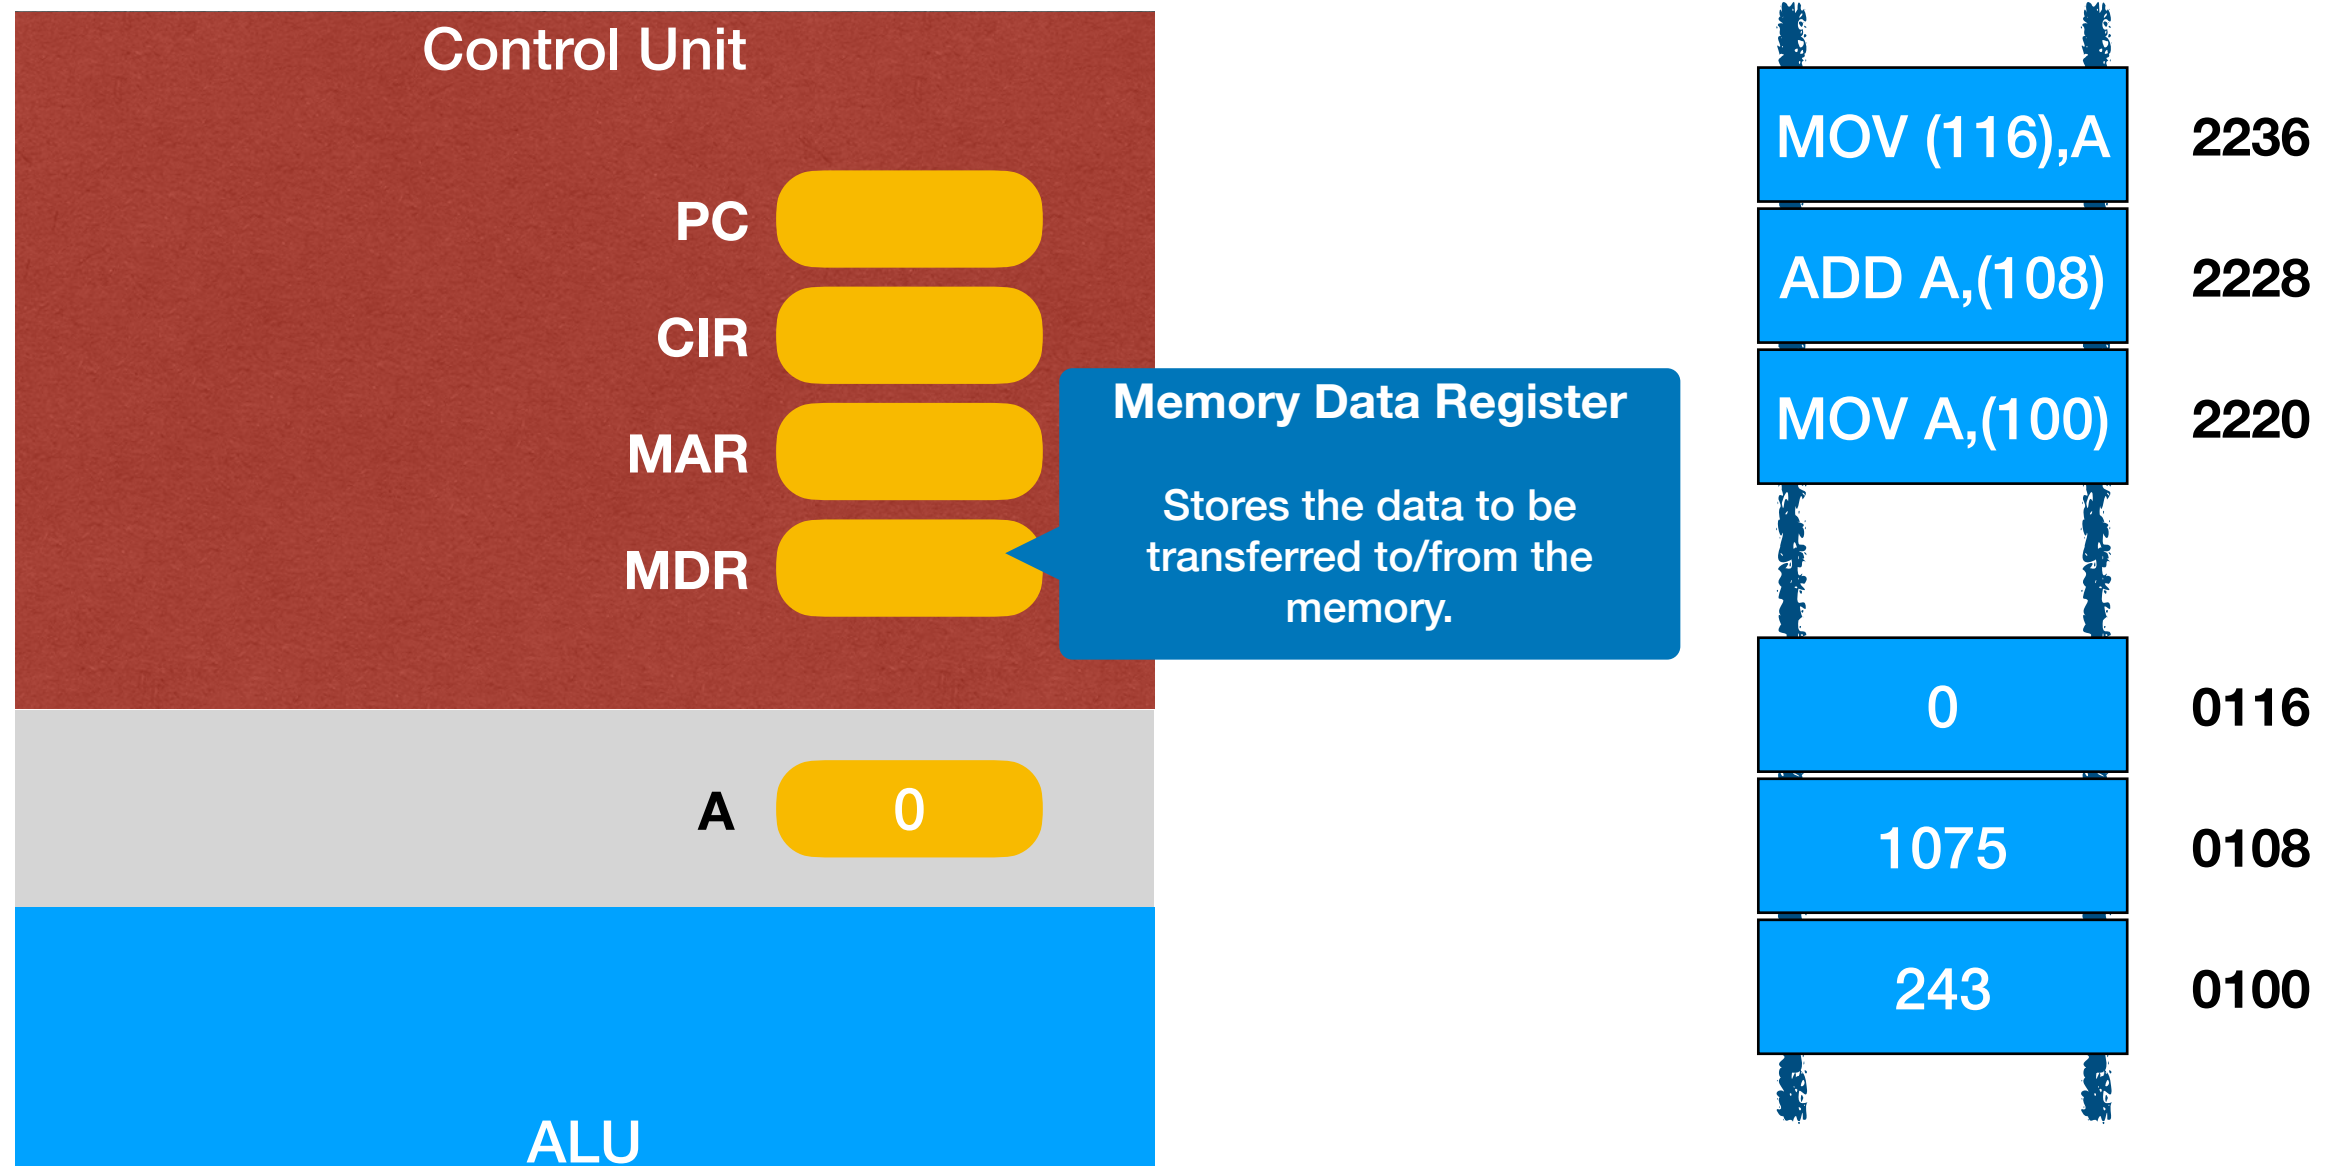 Control Unit
PC
CIR
MAR
MDR
Memory Data Register
Stores the data to be
transferred to/from the
memory.
A
0
ALU
MOV (116),A
2236
ADD A,(108)
2228
MOV A,(100)
2220
0
0116
1075
0108
243
0100